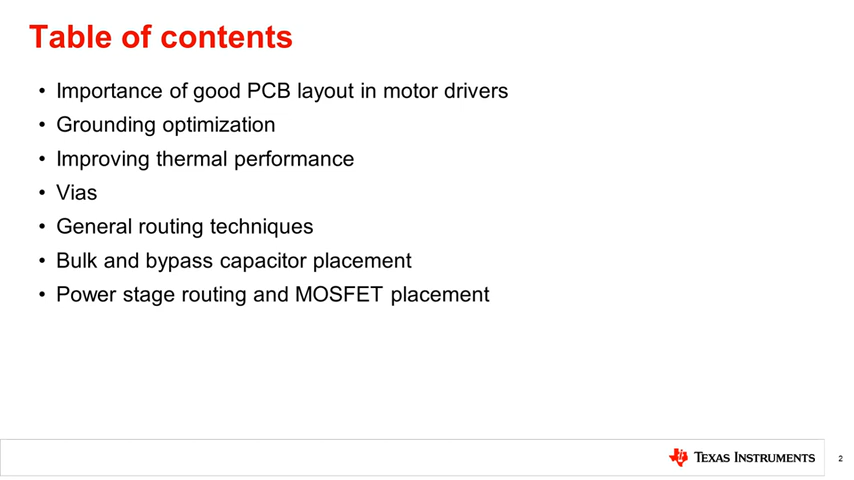 Table of contents
• Importance of good PCB layout in motor drivers
• Grounding optimization
• Improving thermal performance
• Vias
• General routing techniques
• Bulk and bypass capacitor placement
• Power stage routing and MOSFET placement
TEXAS INSTRUMENTS
2